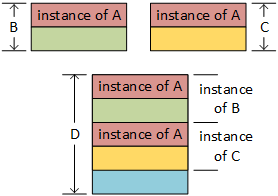 instance of A
B
instance of A
C
D
instance of A
instance
of B
instance of A
instance
of C